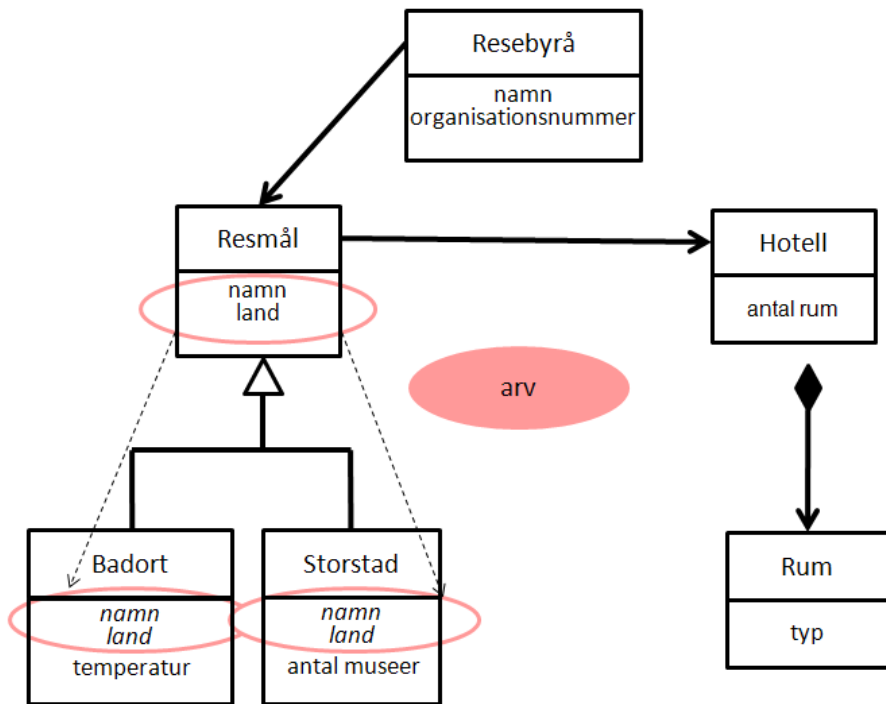 Resebyrå
namn
organisationsnummer
Resmål
namn
land
Hotell
antal rum
arv
Badort
namn
land
temperatur
Storstad
namn
land
antal museer
Rum
typ